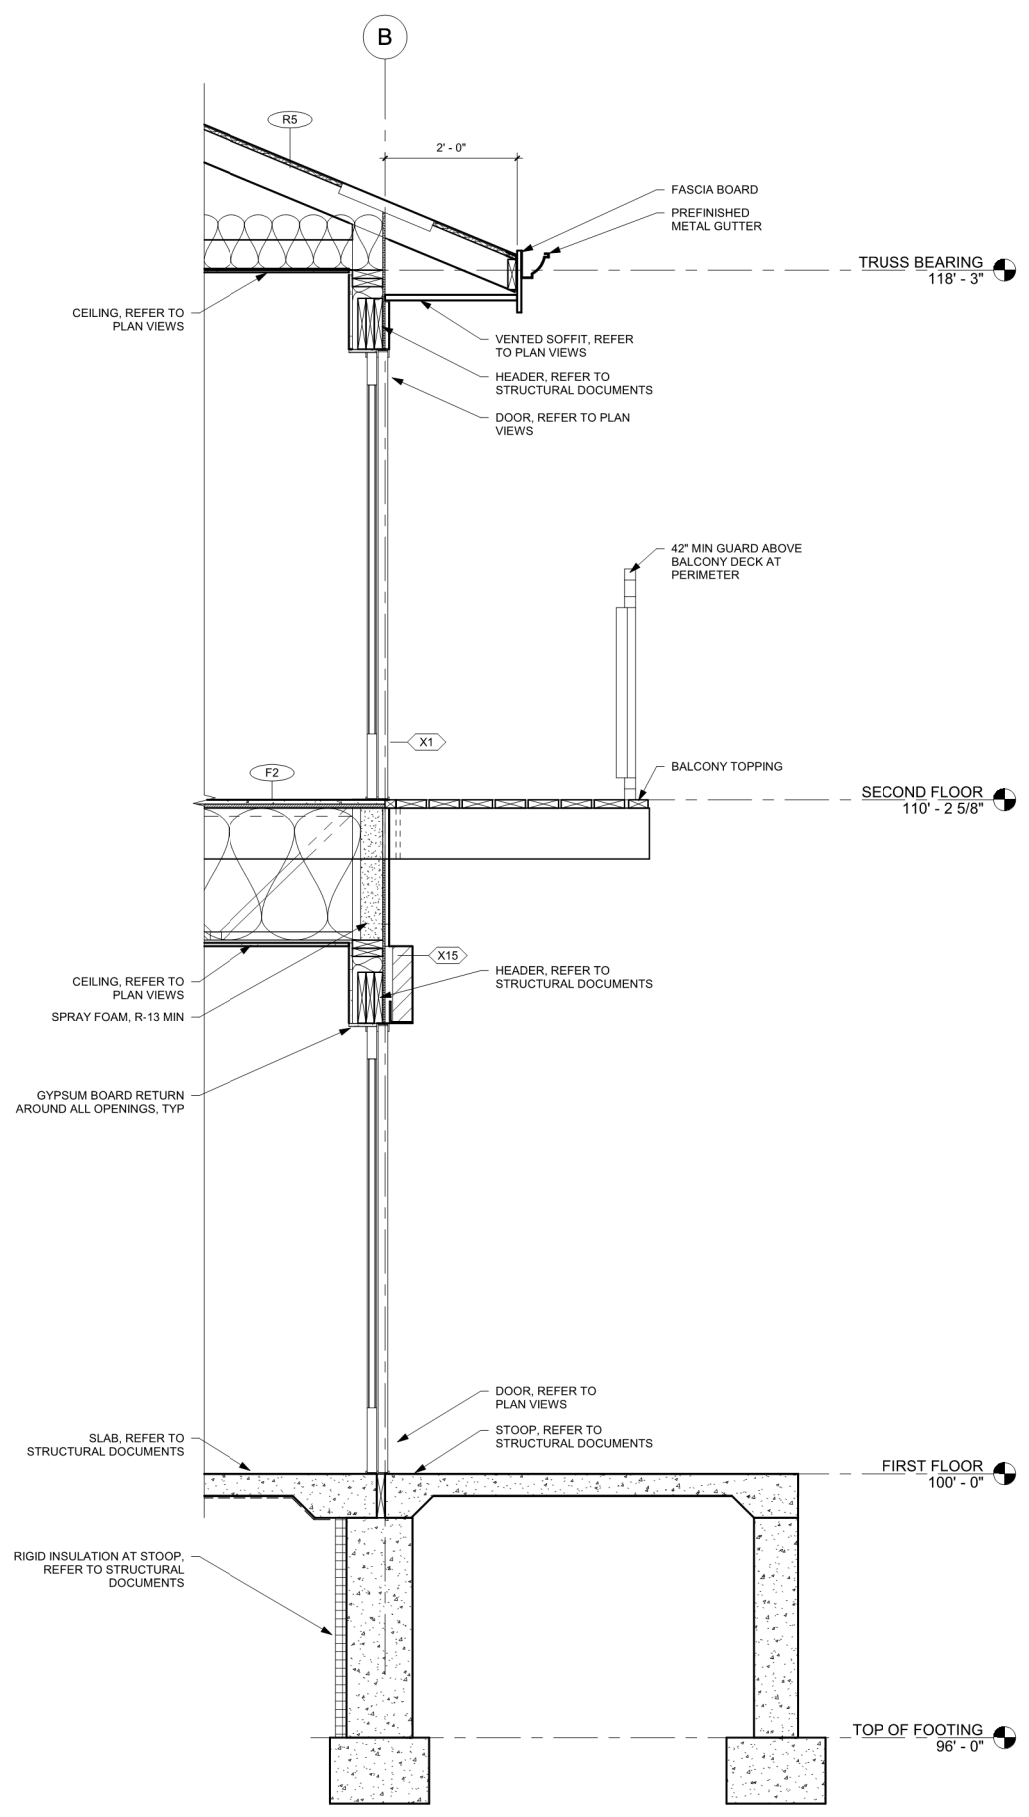 B
R5
2' - 0"
FASCIA BOARD
PREFINISHED
METAL GUTTER
TRUSS BEARING
118' - 3"
CEILING, REFER TO
PLAN VIEWS
VENTED SOFFIT, REFER
TO PLAN VIEWS
HEADER, REFER TO
STRUCTURAL DOCUMENTS
DOOR, REFER TO PLAN
VIEWS
42" MIN GUARD ABOVE
BALCONY DECK AT
PERIMETER
X1
F2
BALCONY TOPPING
SECOND FLOOR
110' - 2 5/8"
X15
CEILING, REFER TO
PLAN VIEWS
HEADER, REFER TO
STRUCTURAL DOCUMENTS
SPRAY FOAM, R-13 MIN
GYPSUM BOARD RETURN
AROUND ALL OPENINGS, TYP
DOOR, REFER TO
PLAN VIEWS
SLAB, REFER TO
STRUCTURAL DOCUMENTS
STOOP, REFER TO
STRUCTURAL DOCUMENTS
FIRST FLOOR
100' - 0"
RIGID INSULATION AT STOOP,
REFER TO STRUCTURAL
DOCUMENTS
TOP OF FOOTING
96' - 0"